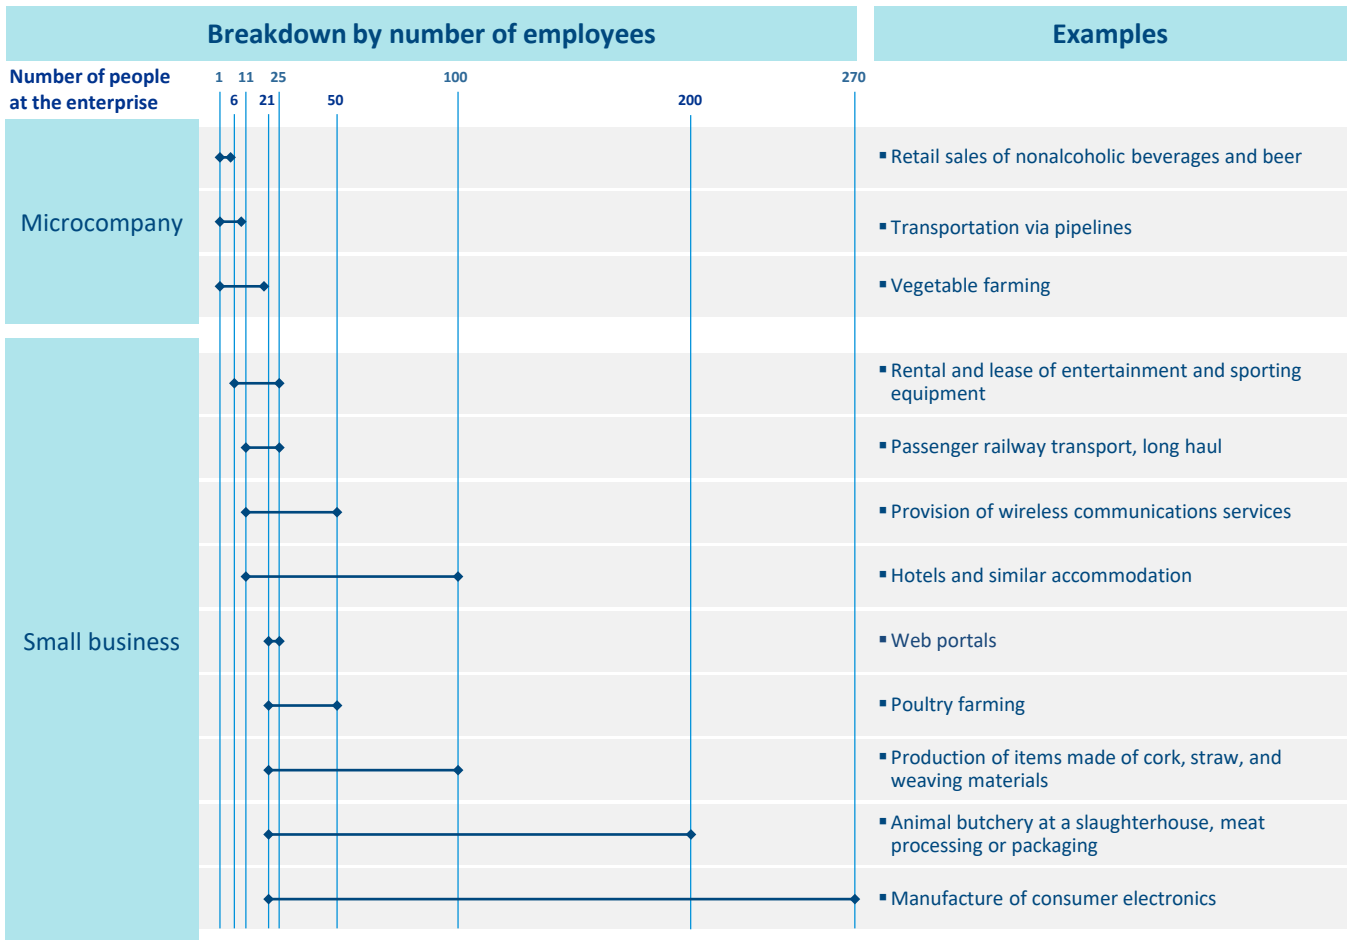 Breakdown by number of employees
Examples
Number of people
at the enterprise
1 11 25 100 270
6 21 50 200
Microcompany
▪ Retail sales of nonalcoholic beverages and beer
▪ Transportation via pipelines
▪ Vegetable farming
Small business
▪ Rental and lease of entertainment and sporting
equipment
▪ Passenger railway transport, long haul
▪ Provision of wireless communications services
▪ Hotels and similar accommodation
▪ Web portals
▪ Poultry farming
▪ Production of items made of cork, straw, and
weaving materials
▪ Animal butchery at a slaughterhouse, meat
processing or packaging
▪ Manufacture of consumer electronics